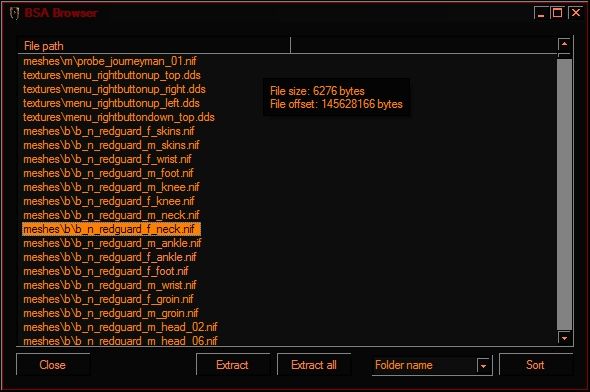 BSA Browser
File path
meshes\m\probe_journeyman_01.nif
textures\menu_rightbuttonup_top.dds
textures\menu_rightbuttonup_right.dds
textures\menu_rightbuttonup_left.dds
textures\menu_rightbuttondown_top.dds
meshes\b\b_n_redguard_f_skins.nif
meshes\b\b_n_redguard_m_skins.nif
meshes\b\b_n_redguard_f_wrist.nif
meshes\b\b_n_redguard_m_foot.nif
meshes\b\b_n_redguard_m_knee.nif
meshes\b\b_n_redguard_f_knee.nif
meshes\b\b_n_redguard_m_neck.nif
meshes\b\b_n_redguard_f_neck.nif
meshes\b\b_n_redguard_m_ankle.nif
meshes\b\b_n_redguard_f_ankle.nif
meshes\b\b_n_redguard_f_foot.nif
meshes\b\b_n_redguard_m_wrist.nif
meshes\b\b_n_redguard_f_groin.nif
meshes\b\b_n_redguard_m_groin.nif
meshes\b\b_n_redguard_m_head_02.nif
meshes\b\b_n_redguard_m_head_06.nif
File size: 6276 bytes
File offset: 145628166 bytes
Close
Extract
Extract all
Folder name
Sort